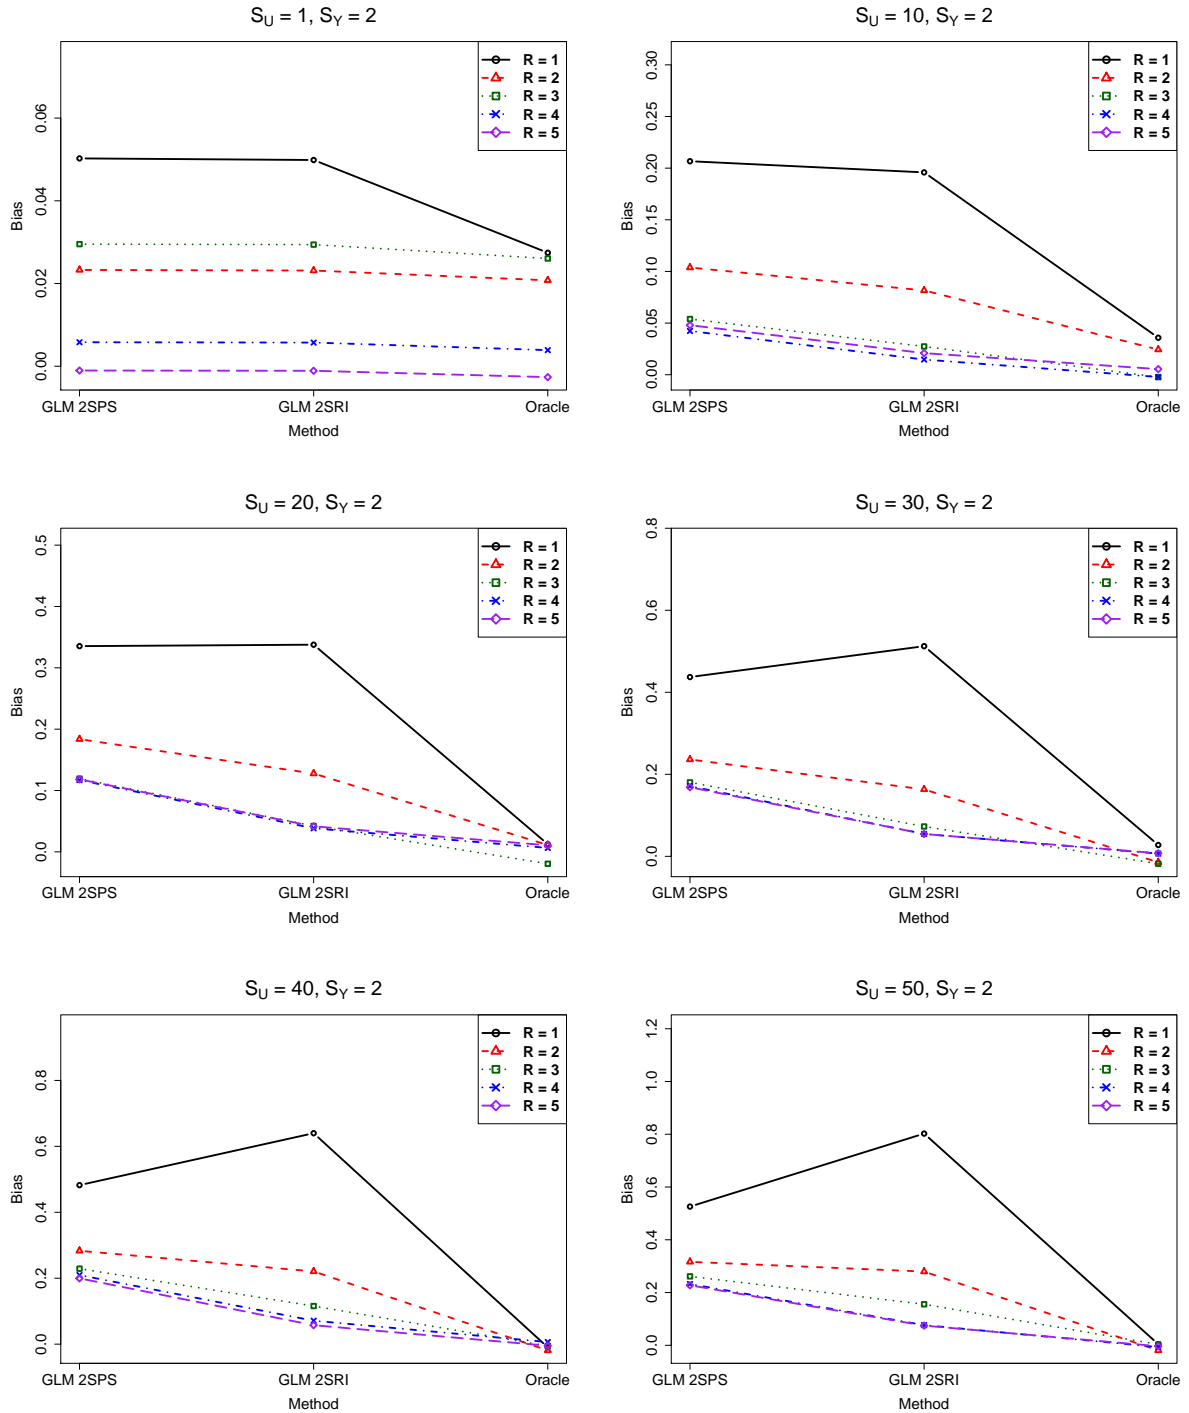 S_U = 1, S_Y = 2
R = 1
R = 2
R = 3
R = 4
R = 5
0.06
0.04
0.02
0.00
Bias
GLM 2SPS GLM 2SRI Oracle
Method
S_U = 10, S_Y = 2
R = 1
R = 2
R = 3
R = 4
R = 5
0.30
0.25
0.20
0.15
0.10
0.05
0.00
Bias
GLM 2SPS GLM 2SRI Oracle
Method
S_U = 20, S_Y = 2
R = 1
R = 2
R = 3
R = 4
R = 5
0.5
0.4
0.3
0.2
0.1
0.0
Bias
GLM 2SPS GLM 2SRI Oracle
Method
S_U = 30, S_Y = 2
R = 1
R = 2
R = 3
R = 4
R = 5
0.8
0.6
0.4
0.2
0.0
Bias
GLM 2SPS GLM 2SRI Oracle
Method
S_U = 40, S_Y = 2
R = 1
R = 2
R = 3
R = 4
R = 5
0.8
0.6
0.4
0.2
0.0
Bias
GLM 2SPS GLM 2SRI Oracle
Method
S_U = 50, S_Y = 2
R = 1
R = 2
R = 3
R = 4
R = 5
1.2
1.0
0.8
0.6
0.4
0.2
0.0
Bias
GLM 2SPS GLM 2SRI Oracle
Method